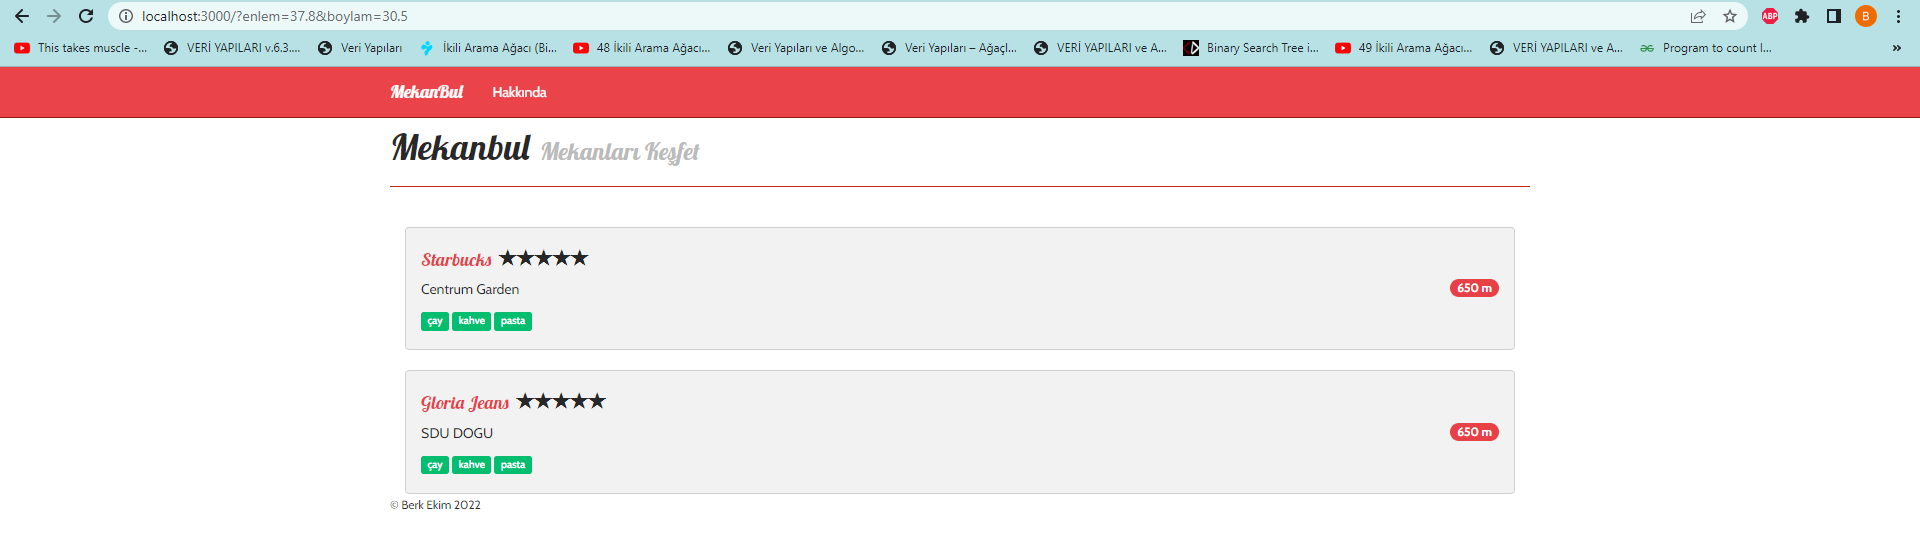 localhost:3000/?enlem=37.8&boylam=30.5
ABP
B
This takes muscle -...
VERİ YAPILARI v.6.3....
Veri Yapıları
İkili Arama Ağacı (Bi...
48 İkili Arama Ağacı...
Veri Yapıları ve Algo...
Veri Yapıları – Ağaçl...
VERİ YAPILARI ve A...
Binary Search Tree i...
49 İkili Arama Ağacı...
VERİ YAPILARI ve A...
Program to count l...
»
MekanBul Hakkında
Mekanbul Mekanları Keşfet
Starbucks ★★★★★
Centrum Garden
650 m
çay kahve pasta
Gloria Jeans ★★★★★
SDU DOGU
650 m
çay kahve pasta
© Berk Ekim 2022